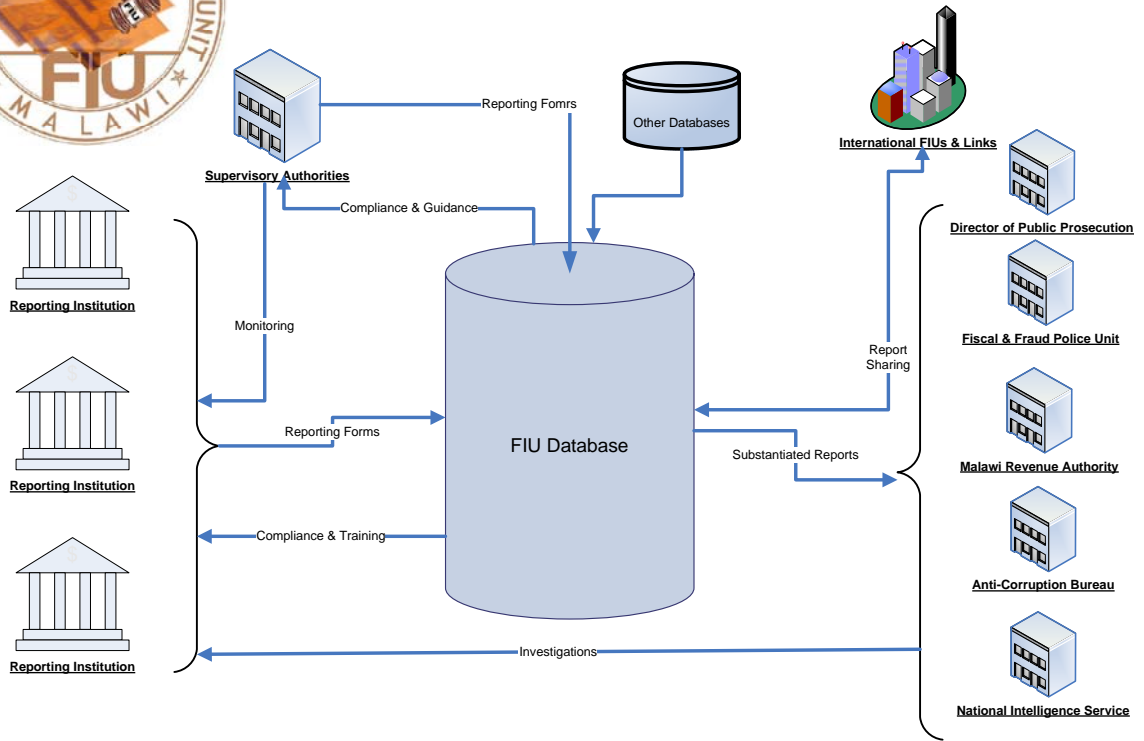 UNIT
FIU
MALAWI
Reporting Fomrs
Other Databases
International FIUs & Links
Supervisory Authorities
Compliance & Guidance
Director of Public Prosecution
Reporting Institution
Monitoring
Fiscal & Fraud Police Unit
Report
Sharing
Reporting Forms
FIU Database
Substantiated Reports
Malawi Revenue Authority
Reporting Institution
Compliance & Training
Anti-Corruption Bureau
Investigations
Reporting Institution
National Intelligence Service